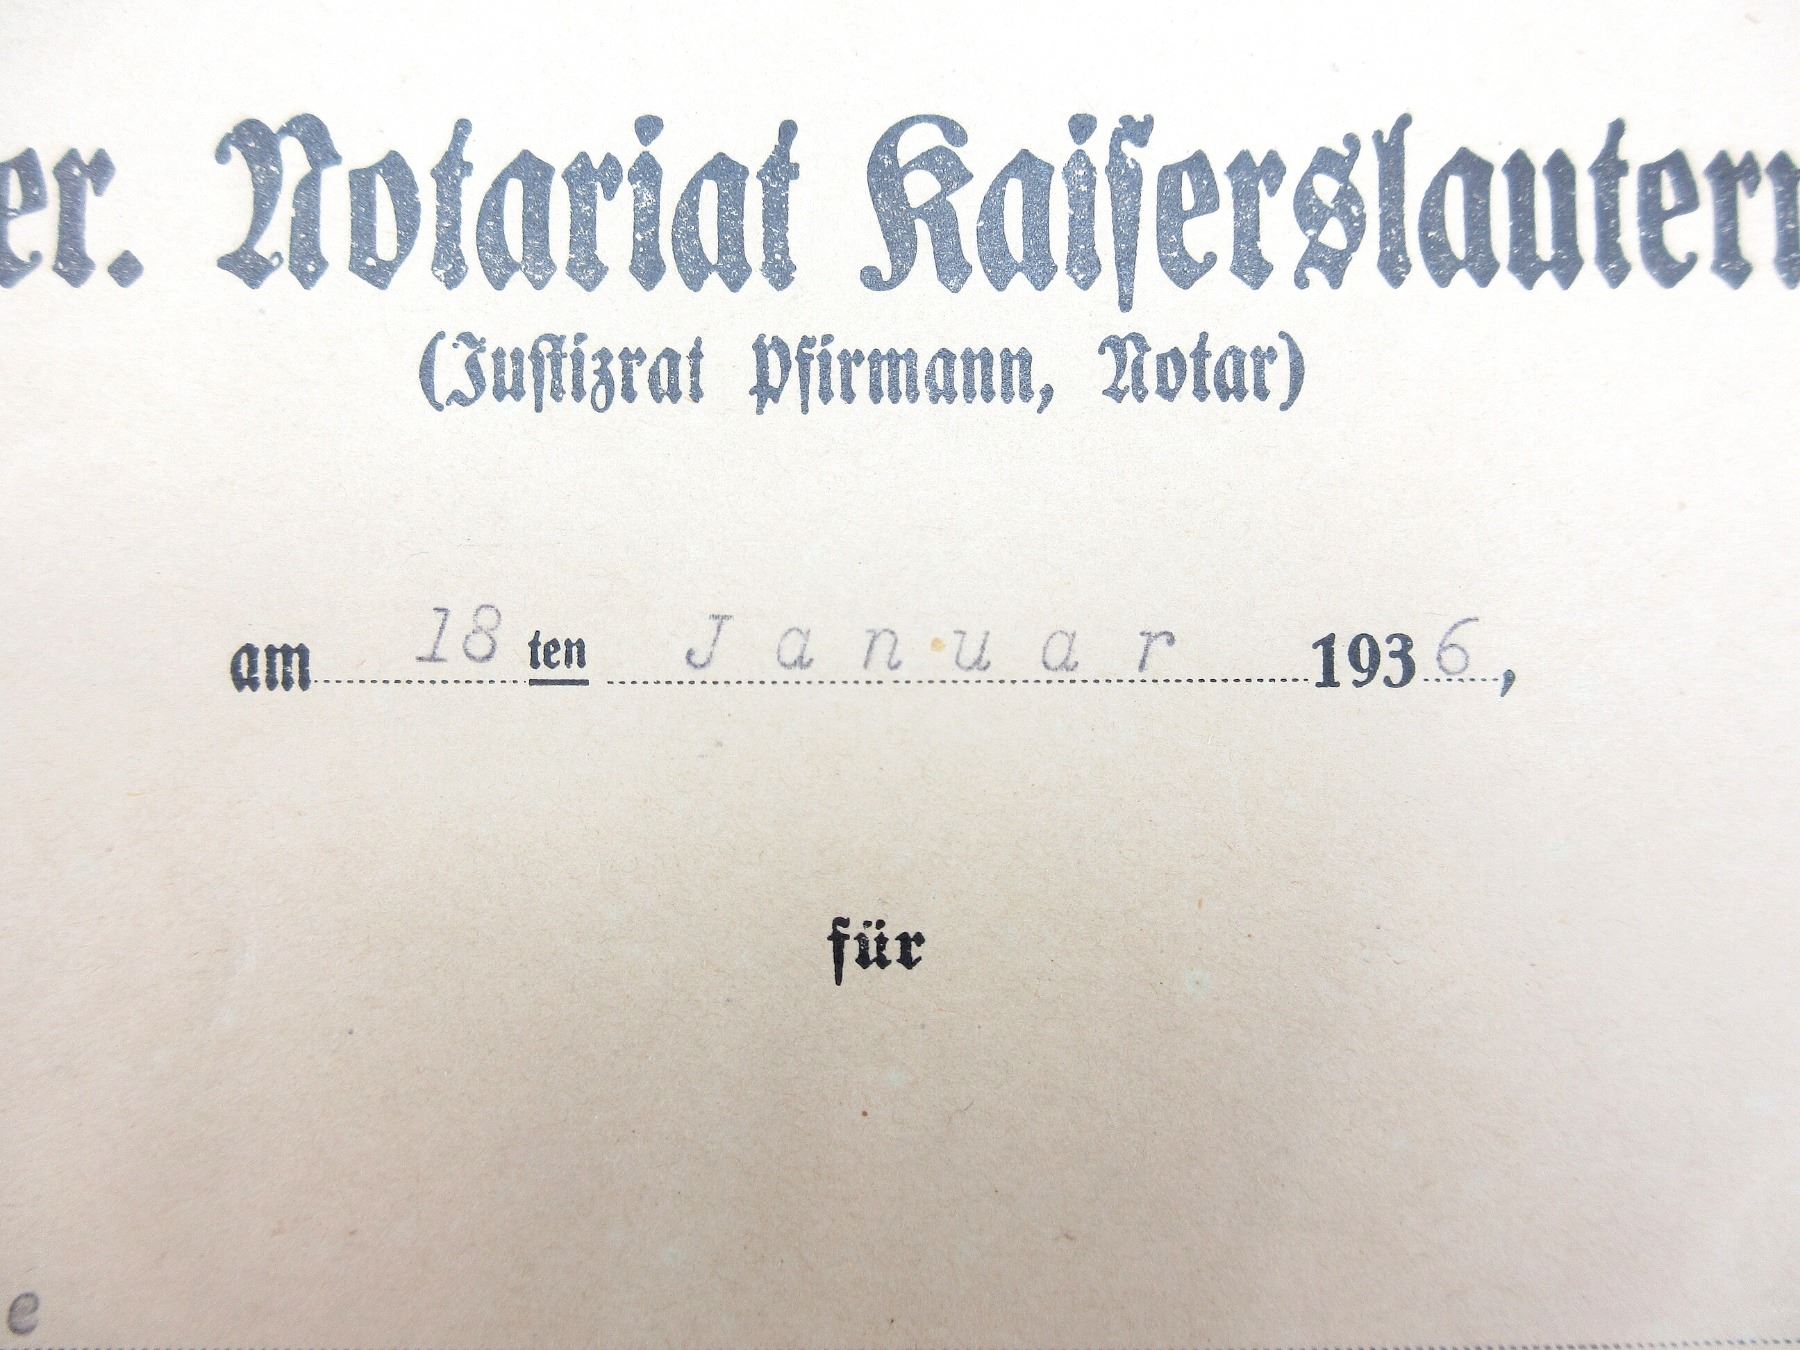 er. Notariat Kaiserslautern
(Justizrat Pfirmann, Notar)
am 18 ten Januar 1936,
für
e